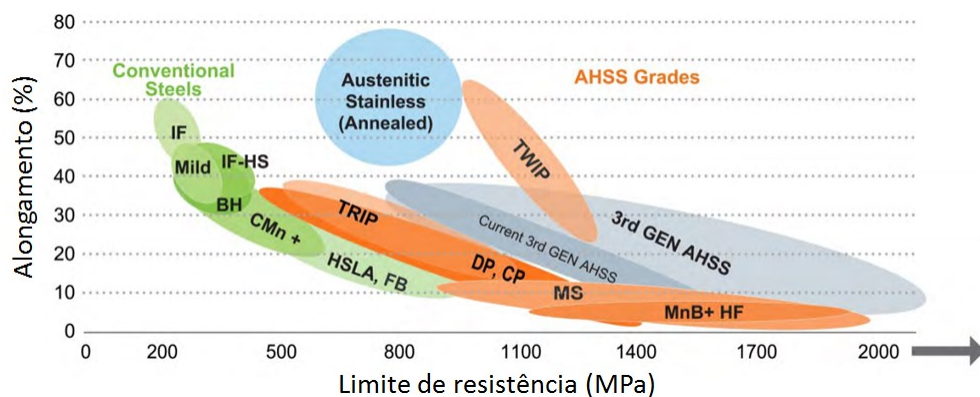 80
70
60
50
40
30
20
10
0
Alongamento (%)
Conventional
Steels
Austenitic
Stainless
(Annealed)
AHSS Grades
IF
Mild
IF-HS
BH
CMn +
HSLA, FB
TRIP
DP, CP
TWIP
Current 3rd GEN AHSS
3rd GEN AHSS
MS
MnB+ HF
0 200 500 800 1100 1400 1700 2000
Limite de resistência (MPa)